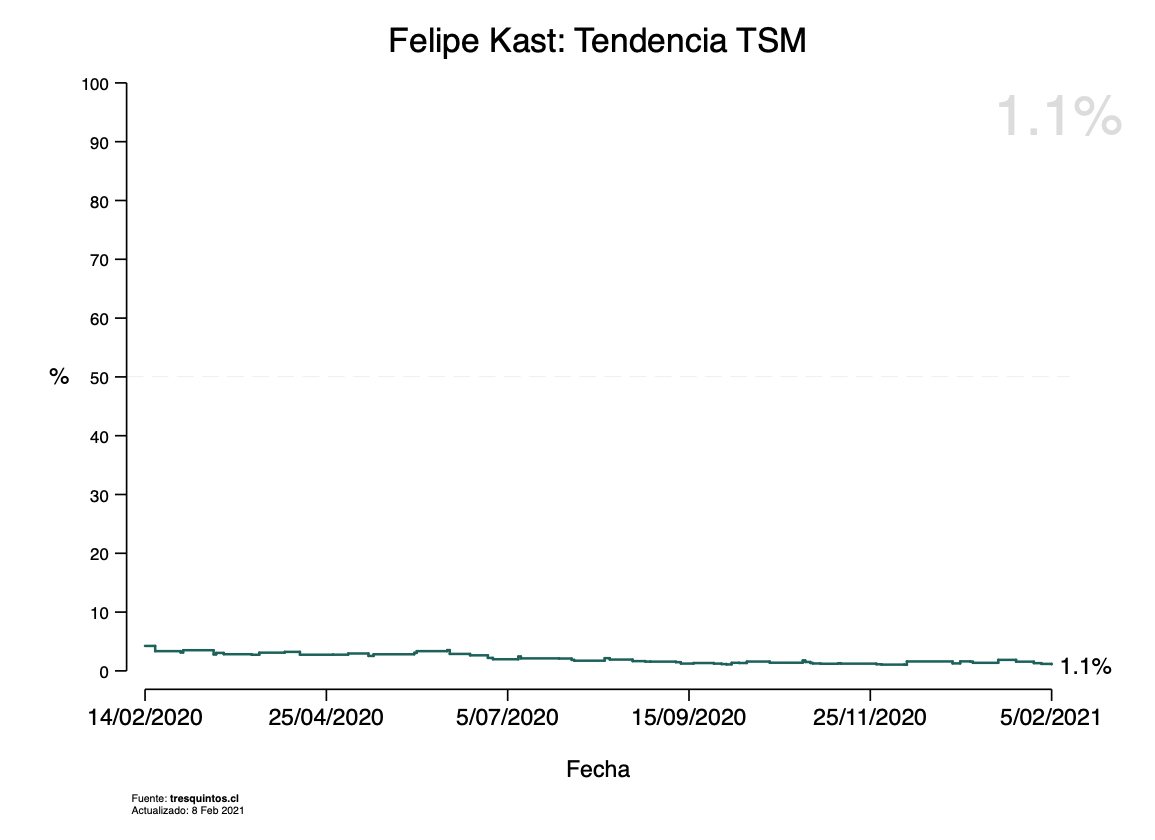 Felipe Kast: Tendencia TSM
1.1%
100
90
80
70
60
%
50
40
30
20
10
0
1.1%
14/02/2020 25/04/2020 5/07/2020 15/09/2020 25/11/2020 5/02/2021
Fecha
Fuente: tresquintos.cl
Actualizado: 8 Feb 2021